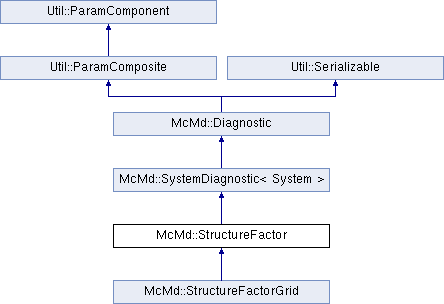 Util::ParamComponent
Util::ParamComposite
Util::Serializable
McMd::Diagnostic
McMd::SystemDiagnostic< System >
McMd::StructureFactor
McMd::StructureFactorGrid